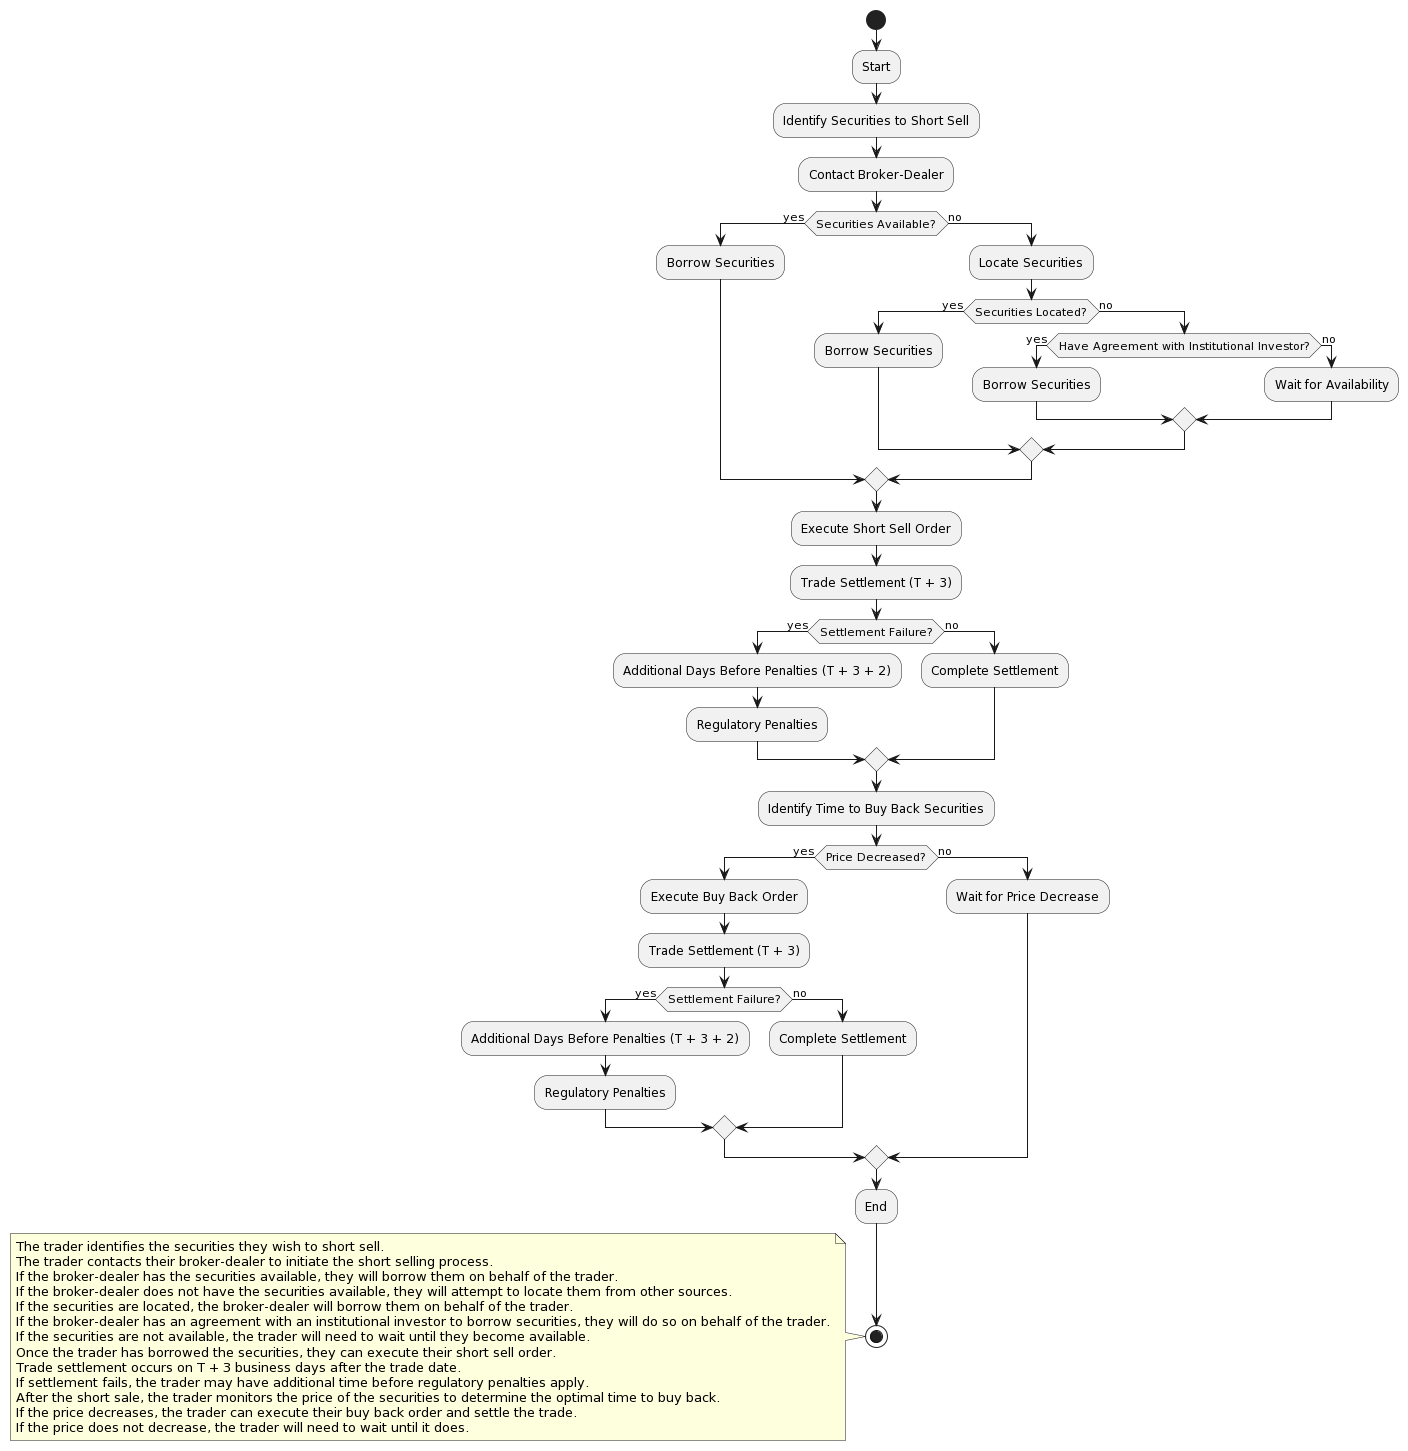 Start
Identify Securities to Short Sell
Contact Broker-Dealer
yes
Securities Available?
no
Borrow Securities
Locate Securities
yes
Securities Located?
no
Borrow Securities
yes
Have Agreement with Institutional Investor?
no
Borrow Securities
Wait for Availability
Execute Short Sell Order
Trade Settlement (T + 3)
yes
Settlement Failure?
no
Additional Days Before Penalties (T + 3 + 2)
Complete Settlement
Regulatory Penalties
Identify Time to Buy Back Securities
yes
Price Decreased?
no
Execute Buy Back Order
Wait for Price Decrease
Trade Settlement (T + 3)
yes
Settlement Failure?
no
Additional Days Before Penalties (T + 3 + 2)
Complete Settlement
Regulatory Penalties
End
The trader identifies the securities they wish to short sell.
The trader contacts their broker-dealer to initiate the short selling process.
If the broker-dealer has the securities available, they will borrow them on behalf of the trader.
If the broker-dealer does not have the securities available, they will attempt to locate them from other sources.
If the securities are located, the broker-dealer will borrow them on behalf of the trader.
If the broker-dealer has an agreement with an institutional investor to borrow securities, they will do so on behalf of the trader.
If the securities are not available, the trader will need to wait until they become available.
Once the trader has borrowed the securities, they can execute their short sell order.
Trade settlement occurs on T + 3 business days after the trade date.
If settlement fails, the trader may have additional time before regulatory penalties apply.
After the short sale, the trader monitors the price of the securities to determine the optimal time to buy back.
If the price decreases, the trader can execute their buy back order and settle the trade.
If the price does not decrease, the trader will need to wait until it does.